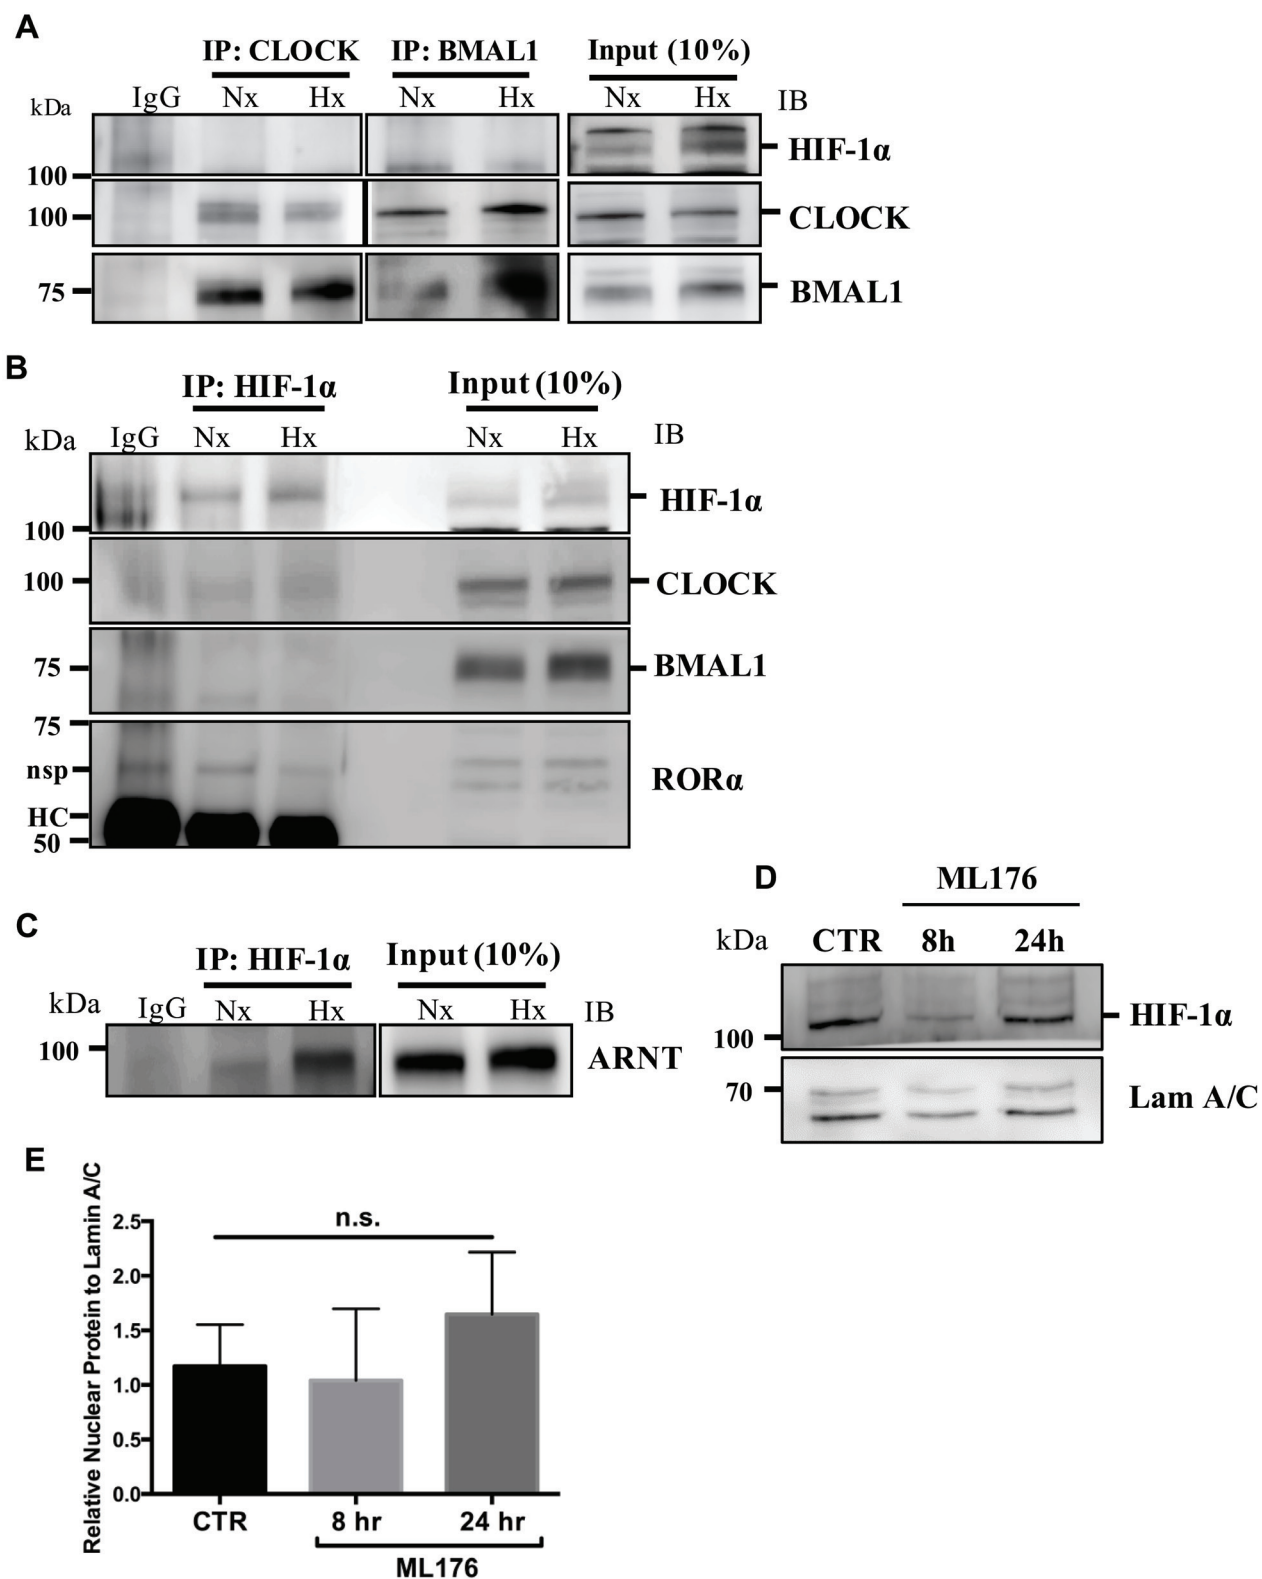 A
IP: CLOCK IP: BMAL1 Input (10%)
kDa IgG Nx Hx Nx Hx Nx Hx IB
HIF-1α
100
100 CLOCK
75 BMAL1
B
IP: HIF-1α Input (10%)
kDa IgG Nx Hx Nx Hx IB
HIF-1α
100
100 CLOCK
75 BMAL1
75
nsp RORα
HC
50
D
ML176
kDa CTR 8h 24h
HIF-1α
100
70 Lam A/C
C
IP: HIF-1α Input (10%)
kDa IgG Nx Hx Nx Hx IB
100 ARNT
E
Relative Nuclear Protein to Lamin A/C
n.s.
2.5
2.0
1.5
1.0
0.5
0.0
CTR 8 hr 24 hr
ML176